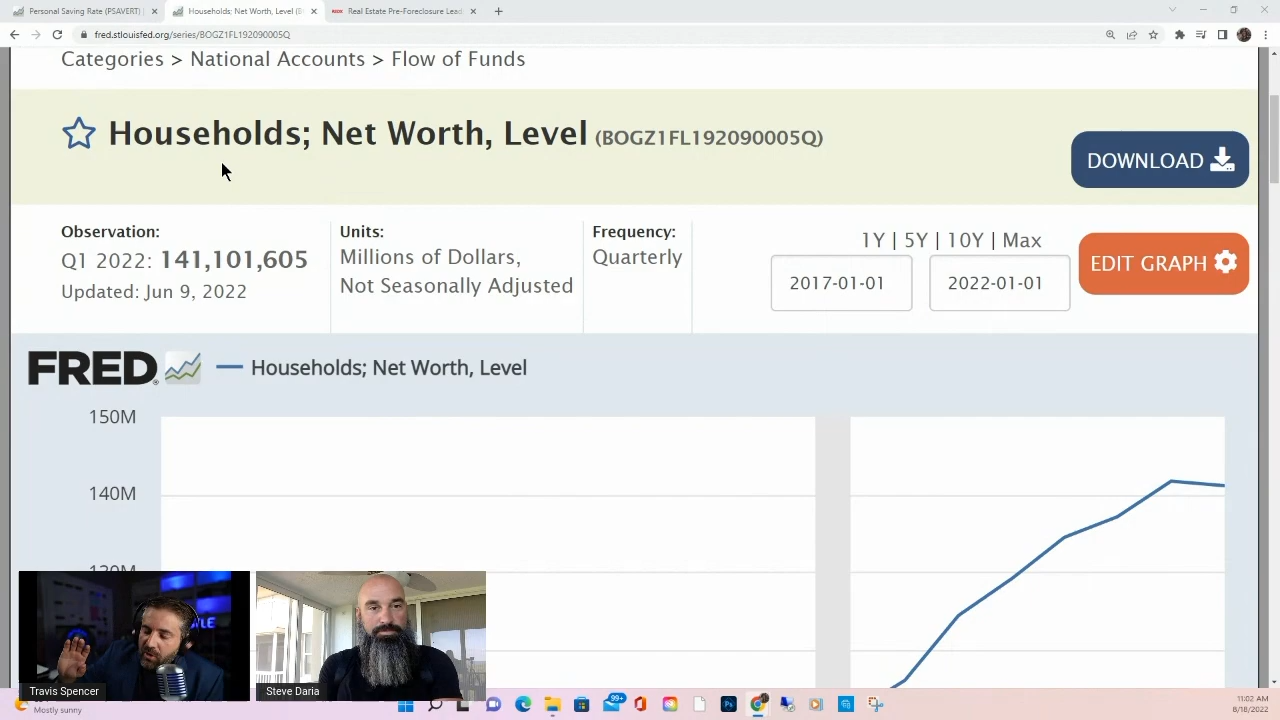 Personal Saving Rate (PSAVERT) |
Households; Net Worth, Level (B
Real Estate Pre-Foreclosure Lead
fred.stlouisfed.org/series/BOGZ1FL192090005Q
Categories > National Accounts > Flow of Funds
Households; Net Worth, Level (BOGZ1FL192090005Q)
DOWNLOAD
Observation:
Q1 2022: 141,101,605
Updated: Jun 9, 2022
Units:
Millions of Dollars,
Not Seasonally Adjusted
Frequency:
Quarterly
1Y | 5Y | 10Y | Max
2017-01-01
2022-01-01
EDIT GRAPH
FRED
Households; Net Worth, Level
150M
140M
130M
Travis Spencer
Steve Daria
Mostly sunny
99+
Ps
11:02 AM
8/18/2022